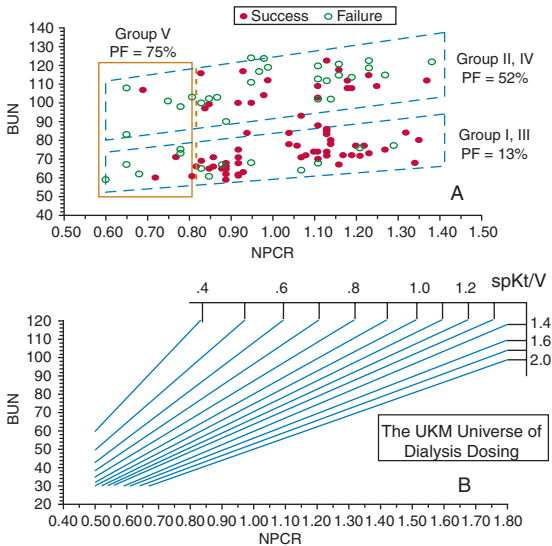 Success Failure
Group V
PF = 75%
140
130
120
110
100
90
80
70
60
50
40
BUN
Group II, IV
PF = 52%
Group I, III
PF = 13%
A
0.50 0.60 0.70 0.80 0.90 1.00 1.10 1.20 1.30 1.40 1.50
NPCR
spKt/V
.4 .6 .8 1.0 1.2
1.4
1.6
2.0
120
110
100
90
80
70
60
50
40
30
20
BUN
The UKM Universe of
Dialysis Dosing
B
0.40 0.50 0.60 0.70 0.80 0.90 1.00 1.10 1.20 1.30 1.40 1.50 1.60 1.70 1.80
NPCR